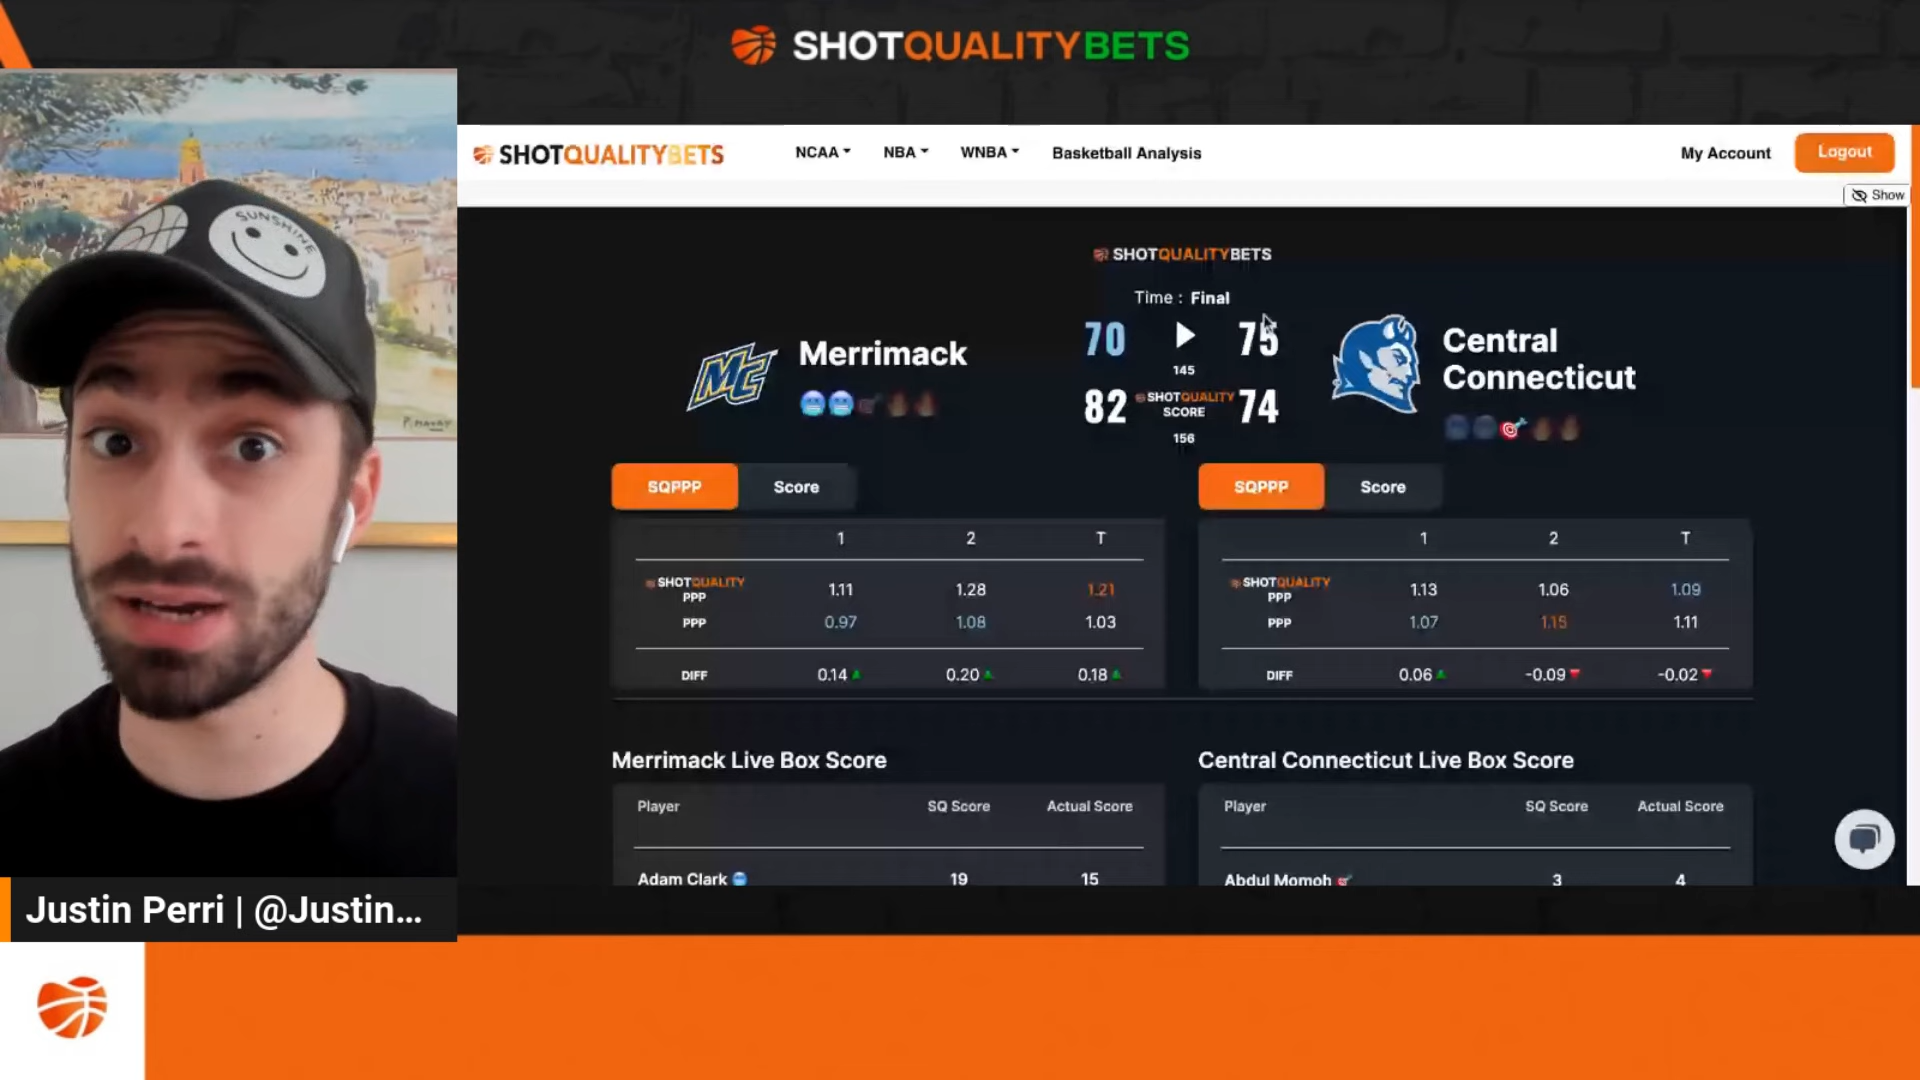 SHOTQUALITYBETS
SHOTQUALITYBETS
NCAA
NBA
WNBA
Basketball Analysis
My Account
Logout
Show
SHOTQUALITYBETS
Time : Final
Merrimack
70
75
145
82
SHOTQUALITY
SCORE
74
156
Central
Connecticut
SQPPP
Score
SQPPP
Score
1 2 T
SHOTQUALITY
PPP
1.11 1.28 1.21
PPP 0.97 1.08 1.03
DIFF 0.14 0.20 0.18
1 2 T
SHOTQUALITY
PPP
1.13 1.06 1.09
PPP 1.07 1.15 1.11
DIFF 0.06 -0.09 -0.02
Merrimack Live Box Score
Player SQ Score Actual Score
Adam Clark 19 15
Central Connecticut Live Box Score
Player SQ Score Actual Score
Abdul Momoh 3 4
SUNSHINE
MC
Justin Perri | @Justin...